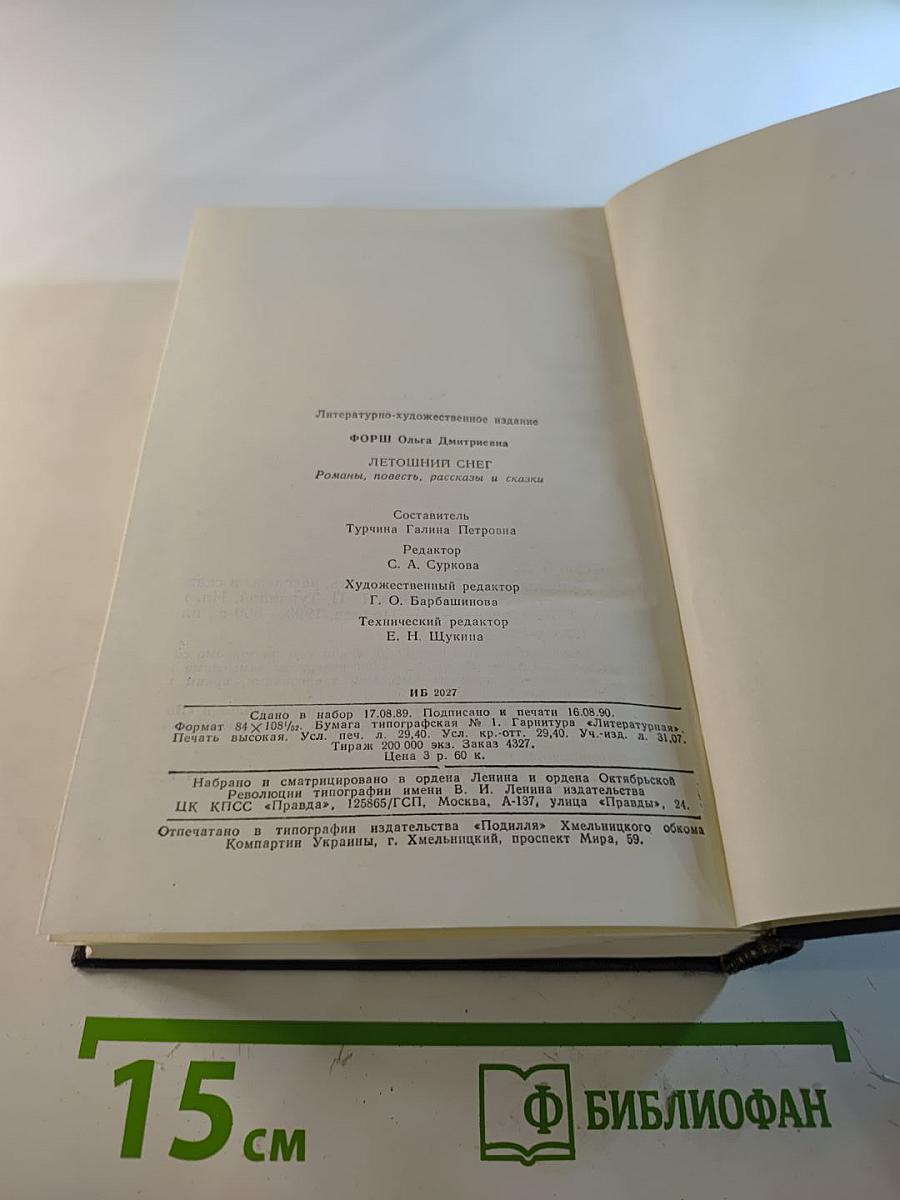 Литературно-художественное издание
ФОРШ Ольга Дмитриевна
ЛЕТОШНИЙ СНЕГ
Романы, повесть, рассказы и сказки
Составитель
Турчина Галина Петровна
Редактор
С. А. Суркова
Художественный редактор
Г. О. Барбашинова
Технический редактор
Е. Н. Щукина
ИБ 2027
Сдано в набор 17.08.89. Подписано к печати 16.08.90.
Формат 84×108¹/₃₂. Бумага типографская № 1. Гарнитура «Литературная».
Печать высокая. Усл. печ. л. 29,40. Усл. кр.-отт. 29,40. Уч.-изд. л. 31,07.
Тираж 200 000 экз. Заказ 4327.
Цена 3 р. 60 к.
Набрано и сматрицировано в ордена Ленина и ордена Октябрьской
Революции типографии имени В. И. Ленина издательства
ЦК КПСС «Правда», 125865/ГСП, Москва, А-137, улица «Правды», 24.
Отпечатано в типографии издательства «Подилля» Хмельницкого обкома
Компартии Украины, г. Хмельницкий, проспект Мира, 59.
15 см
Ф БИБЛИОФАН